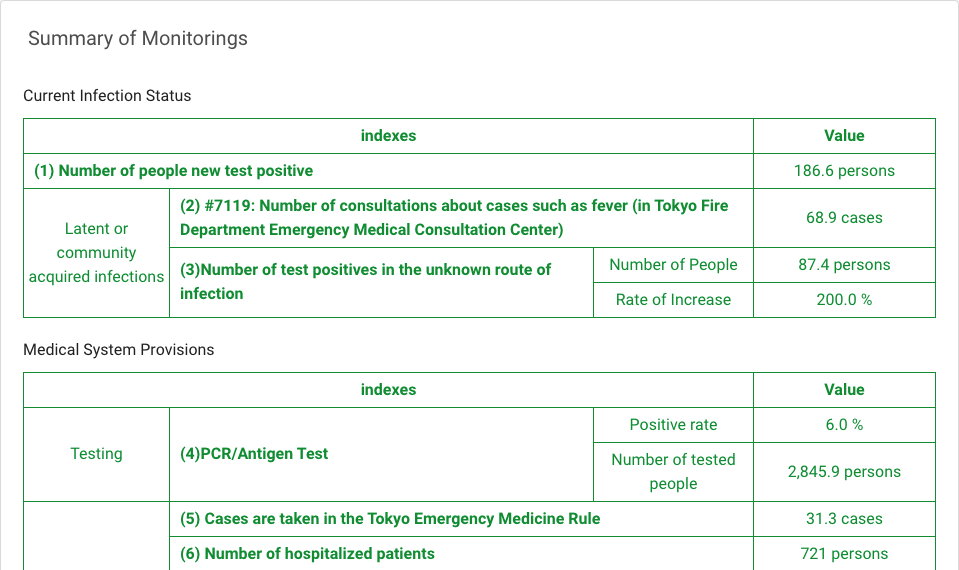 Summary of Monitorings
Current Infection Status
indexes Value
(1) Number of people new test positive 186.6 persons
Latent or
community
acquired infections
(2) #7119: Number of consultations about cases such as fever (in Tokyo Fire
Department Emergency Medical Consultation Center)
68.9 cases
(3)Number of test positives in the unknown route of
infection
Number of People 87.4 persons
Rate of Increase 200.0 %
Medical System Provisions
indexes Value
Testing
(4)PCR/Antigen Test
Positive rate 6.0 %
Number of tested
people
2,845.9 persons
(5) Cases are taken in the Tokyo Emergency Medicine Rule 31.3 cases
(6) Number of hospitalized patients 721 persons